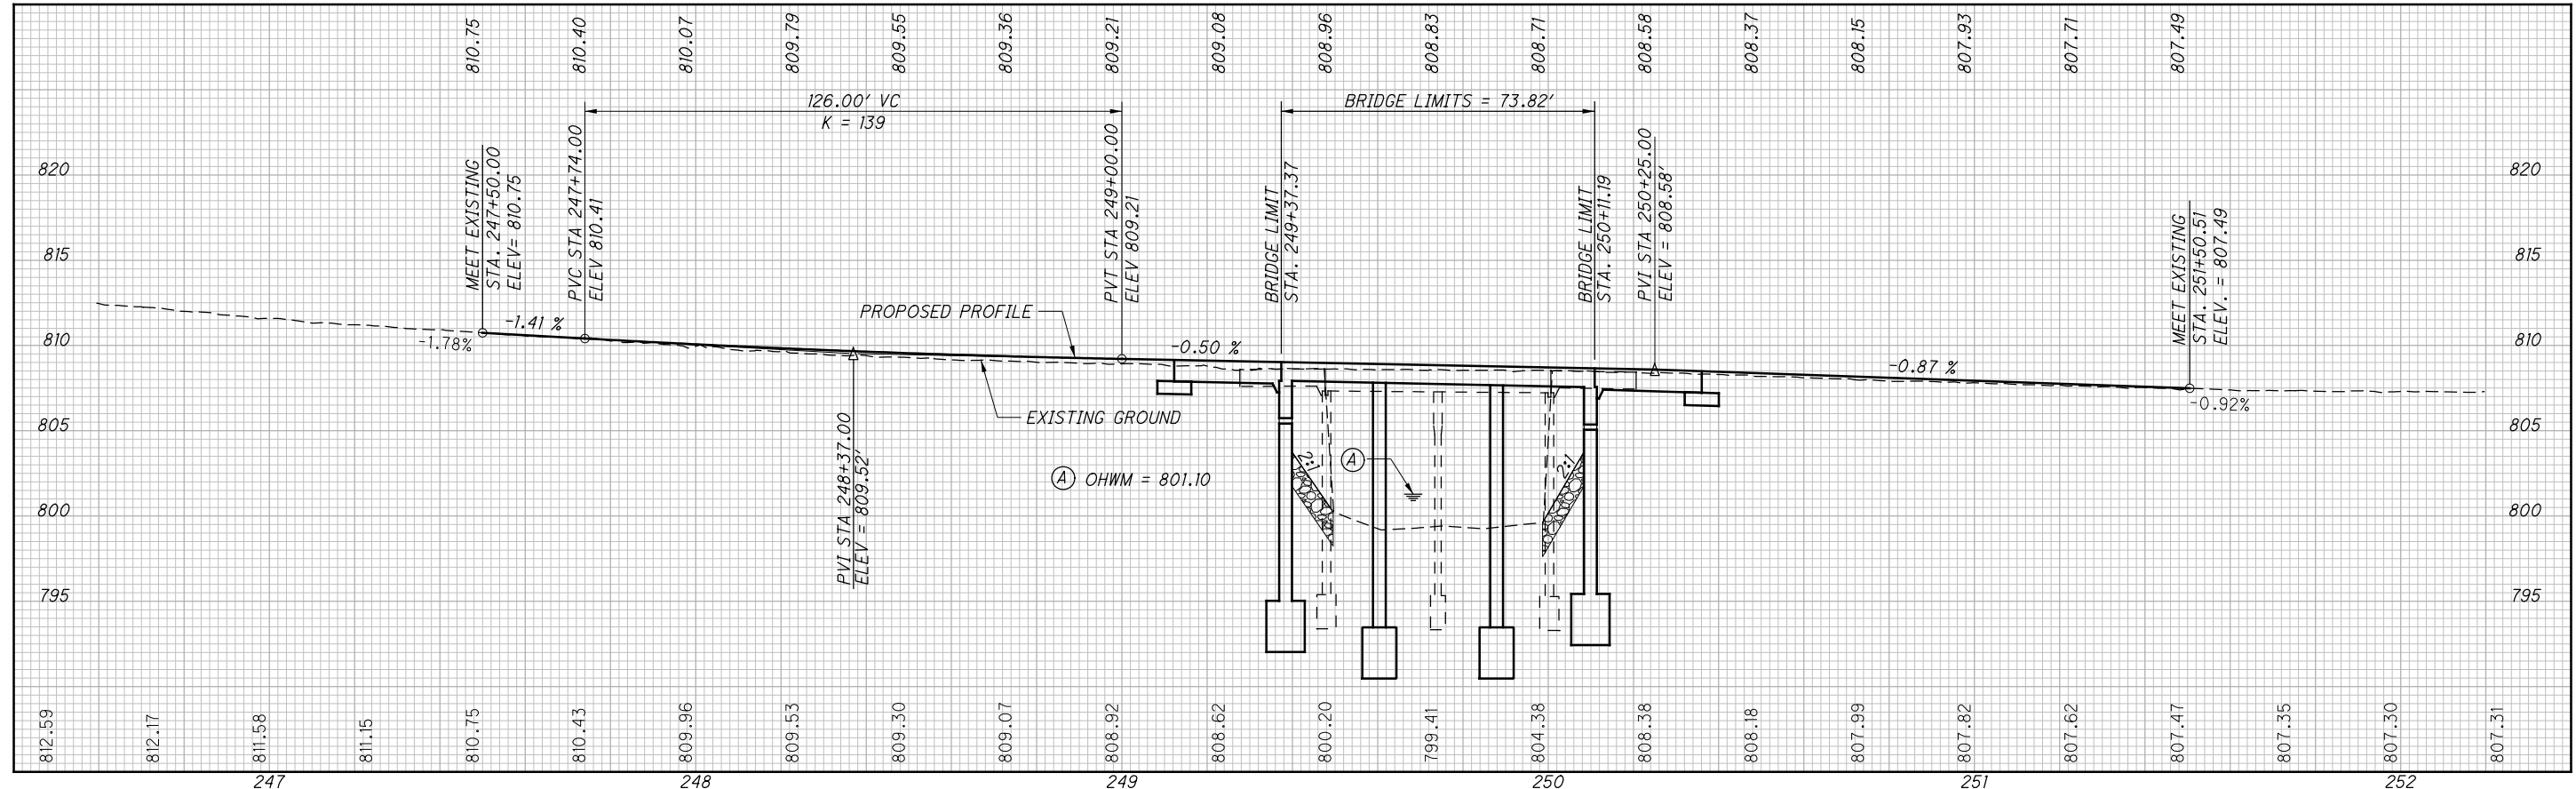 810.75
810.40
810.07
809.79
809.55
809.36
809.21
809.08
808.96
808.83
808.71
808.58
808.37
808.15
807.93
807.71
807.49
126.00' VC
K = 139
BRIDGE LIMITS = 73.82'
820
815
810
805
800
795
MEET EXISTING
STA. 247+50.00
ELEV= 810.75
PVC STA 247+74.00
ELEV 810.41
PVT STA 249+00.00
ELEV 809.21
BRIDGE LIMIT
STA. 249+37.37
BRIDGE LIMIT
STA. 250+11.19
PVI STA 250+25.00
ELEV = 808.58'
MEET EXISTING
STA. 251+50.51
ELEV. = 807.49
820
815
810
805
800
795
PROPOSED PROFILE
-1.41 %
-1.78%
-0.50 %
-0.87 %
-0.92%
EXISTING GROUND
PVI STA 248+37.00
ELEV = 809.52'
A OHWM = 801.10
2:1
A
2:1
812.59
812.17
811.58
811.15
810.75
810.43
809.96
809.53
809.30
809.07
808.92
808.62
800.20
799.41
804.38
808.38
808.18
807.99
807.82
807.62
807.47
807.35
807.30
807.31
247
248
249
250
251
252